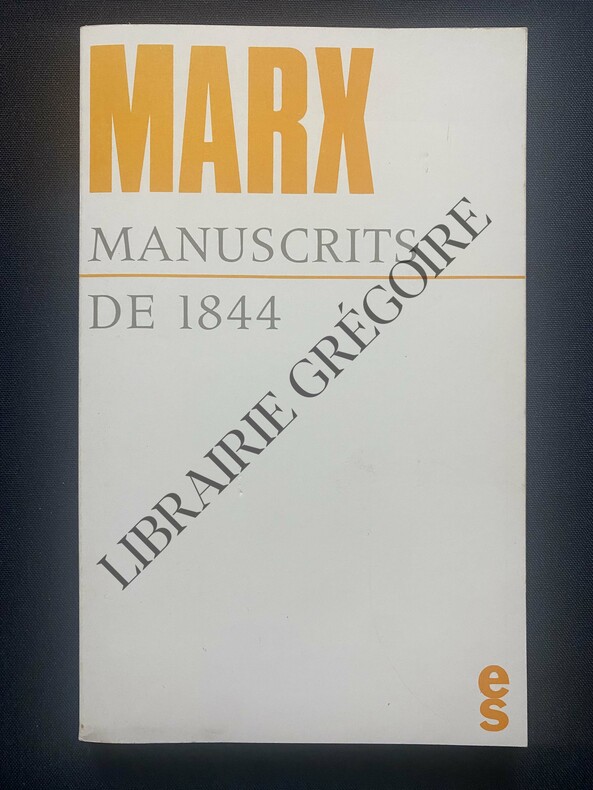 MARX
MANUSCRITS
DE 1844
LIBRAIRIE GRÉGOIRE
es